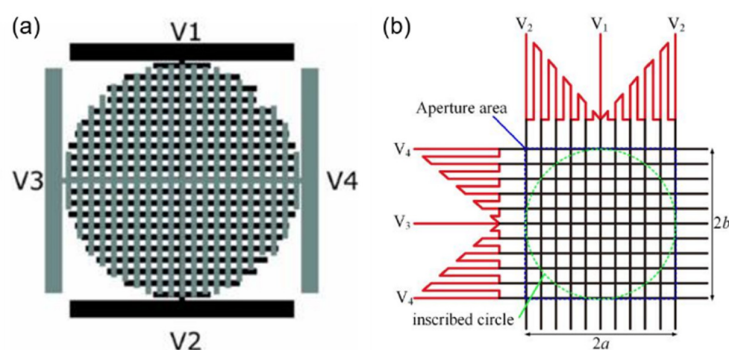 (a)
V1
V3
V4
V2
(b)
V2
V1
V2
Aperture area
V4
V3
2b
V4
inscribed circle
2a